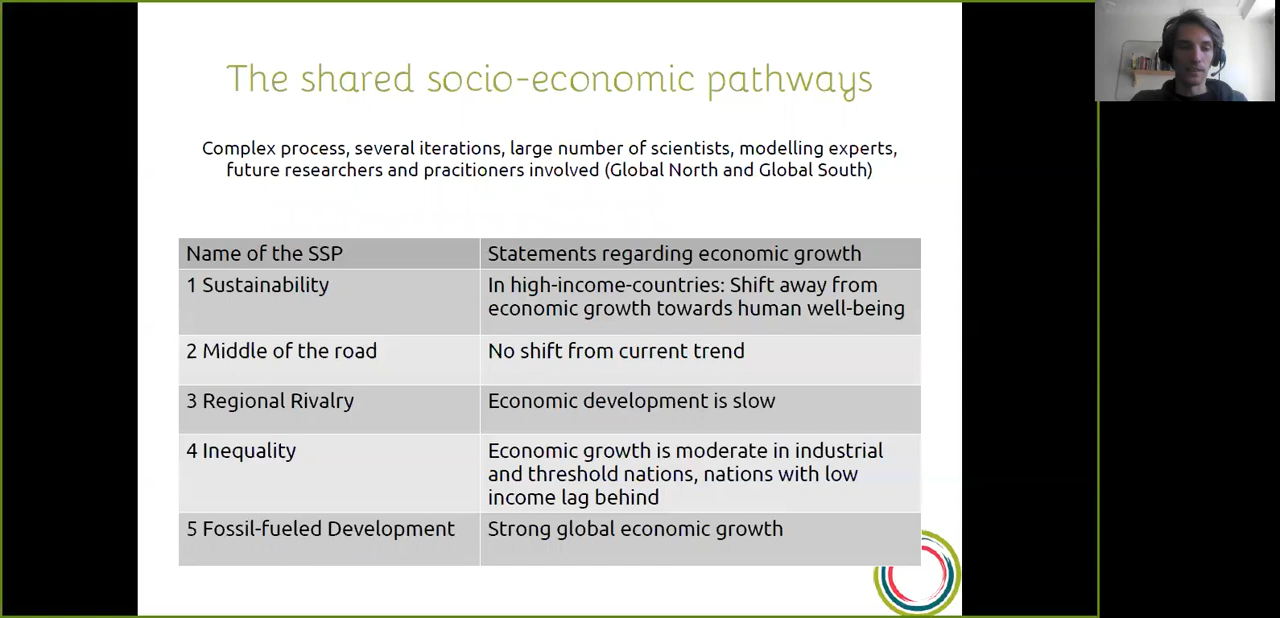 The shared socio-economic pathways
Complex process, several iterations, large number of scientists, modelling experts,
future researchers and pracitioners involved (Global North and Global South)
Name of the SSP
Statements regarding economic growth
1 Sustainability
In high-income-countries: Shift away from
economic growth towards human well-being
2 Middle of the road
No shift from current trend
3 Regional Rivalry
Economic development is slow
4 Inequality
Economic growth is moderate in industrial
and threshold nations, nations with low
income lag behind
5 Fossil-fueled Development
Strong global economic growth